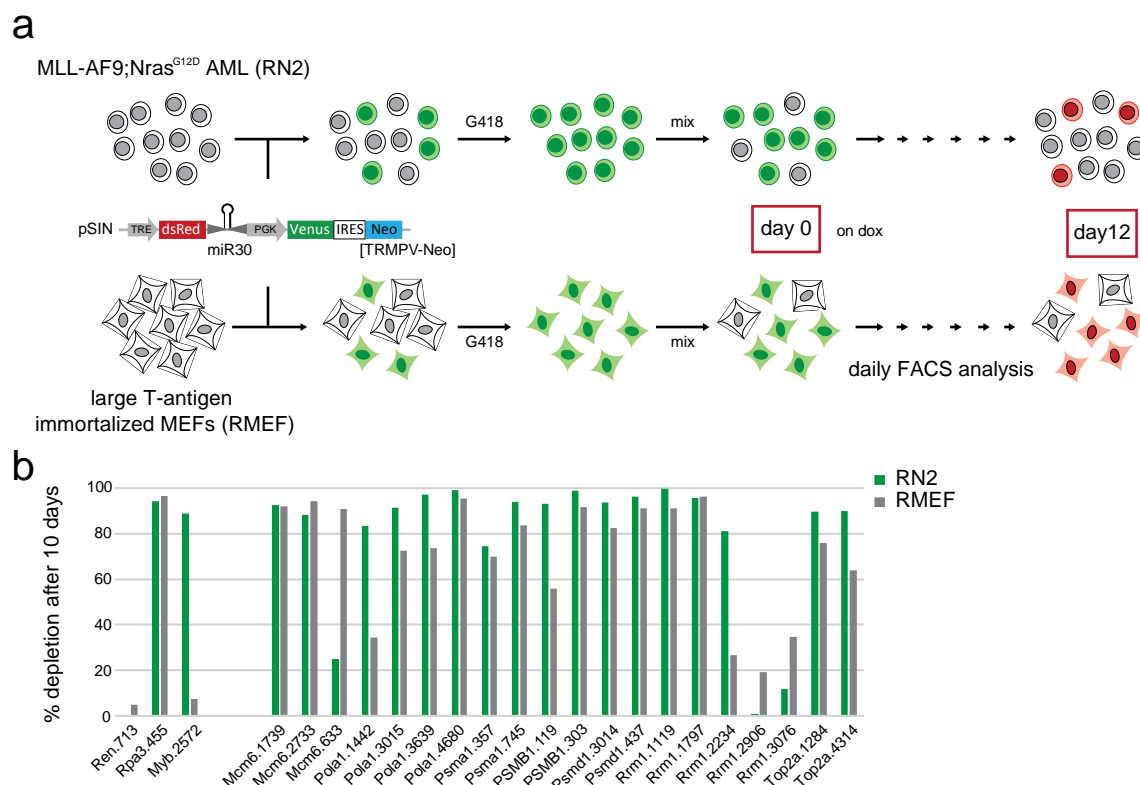 a
MLL-AF9;NrasG12D AML (RN2)
G418
mix
pSIN
TRE
dsRed
PGK
Venus
IRES
Neo
miR30
[TRMPV-Neo]
day 0
on dox
day12
G418
mix
daily FACS analysis
large T-antigen
immortalized MEFs (RMEF)
b
RN2
RMEF
% depletion after 10 days
100
80
60
40
20
0
Ren.713
Rpa3.455
Myb.2572
Mcm6.1739
Mcm6.2733
Mcm6.633
Pola1.1442
Pola1.3015
Pola1.3639
Pola1.4680
Psma1.357
Psma1.745
PSMB1.119
PSMB1.303
Psmd1.3014
Psmd1.437
Rrm1.1119
Rrm1.1797
Rrm1.2234
Rrm1.2906
Rrm1.3076
Top2a.1284
Top2a.4314